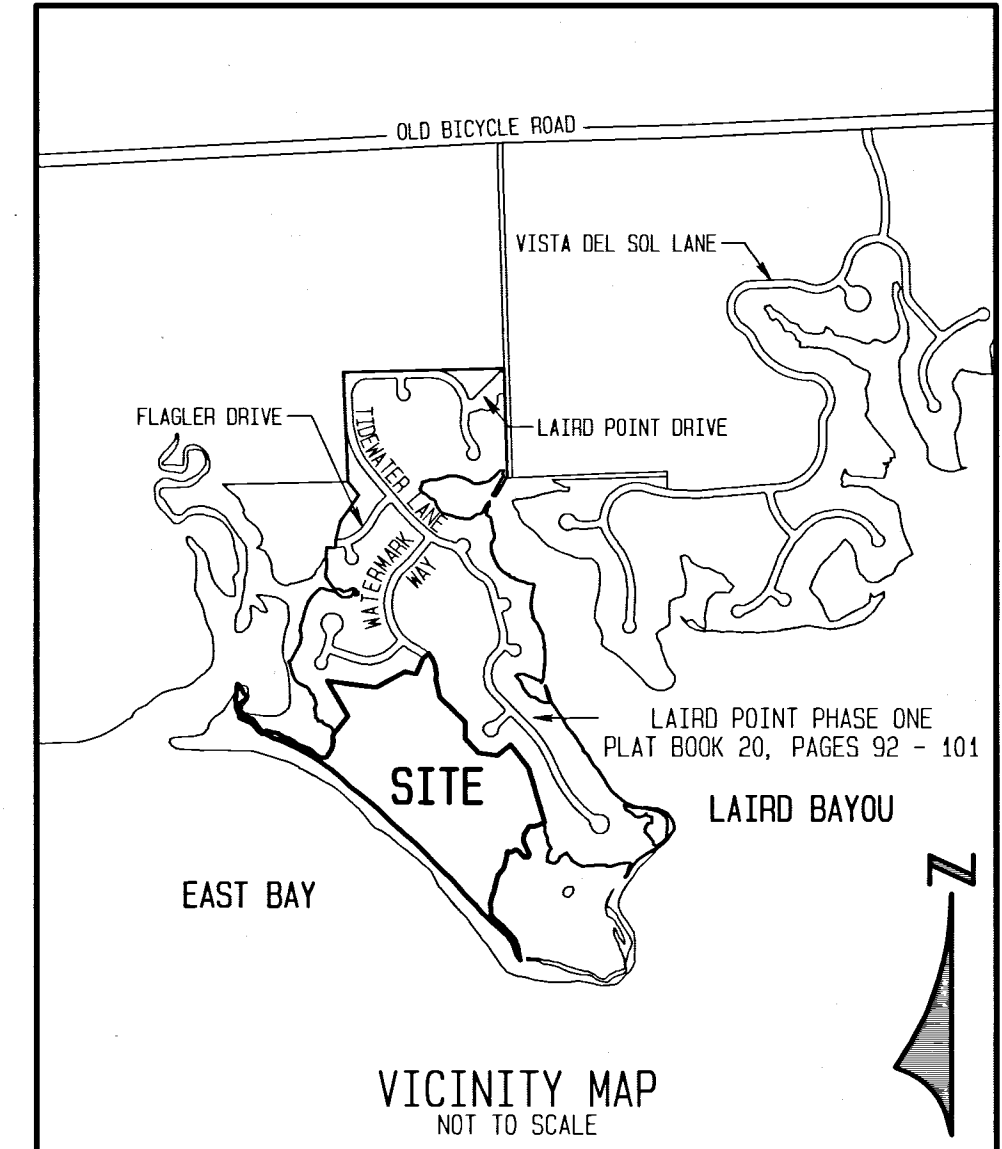 OLD BICYCLE ROAD
VISTA DEL SOL LANE
FLAGLER DRIVE
TIDEWATER LANE
LAIRD POINT DRIVE
WATERMARK
WAY
LAIRD POINT PHASE ONE
PLAT BOOK 20, PAGES 92 - 101
SITE
LAIRD BAYOU
EAST BAY
N
VICINITY MAP
NOT TO SCALE